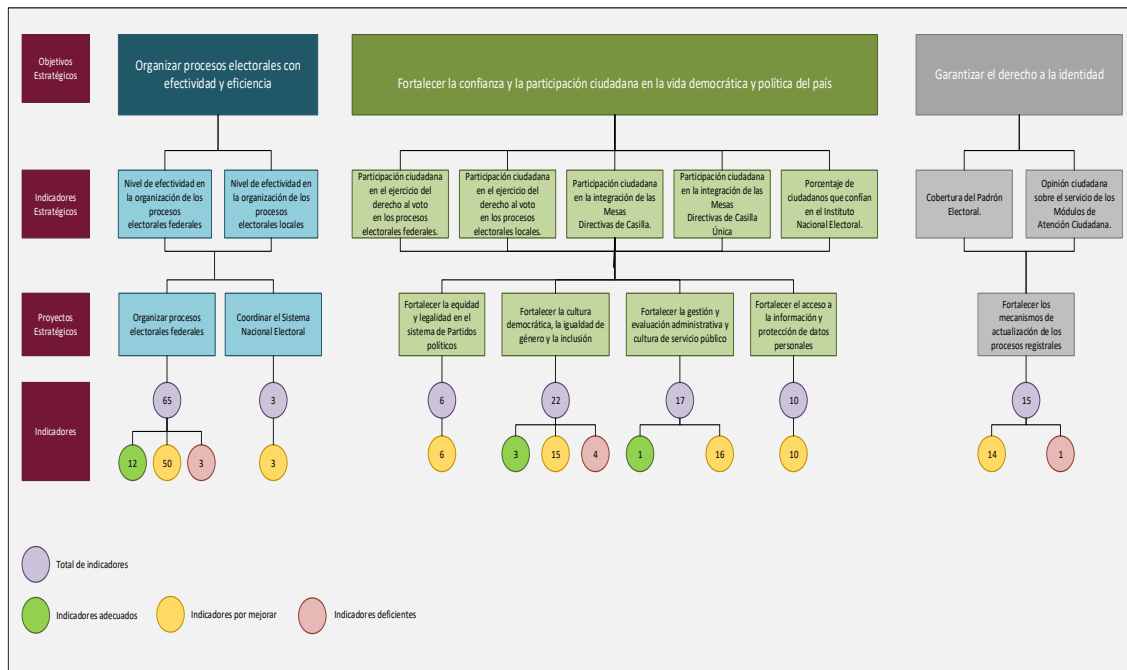 Objetivos
Estratégicos
Organizar procesos electorales con
efectividad y eficiencia
Fortalecer la confianza y la participación ciudadana en la vida democrática y política del país
Garantizar el derecho a la identidad
Indicadores
Estratégicos
Nivel de efectividad en
la organización de los
procesos
electorales federales
Nivel de efectividad en
la organización de los
procesos
electorales locales
Participación ciudadana
en el ejercicio del
derecho al voto
en los procesos
electorales federales.
Participación ciudadana
en el ejercicio del
derecho al voto
en los procesos
electorales locales.
Participación ciudadana
en la integración de las
Mesas
Directivas de Casilla.
Participación ciudadana
en la integración de las
Mesas
Directivas de Casilla
Única
Porcentaje de
ciudadanos que confían
en el Instituto
Nacional Electoral.
Cobertura del Padrón
Electoral.
Opinión ciudadana
sobre el servicio de los
Módulos de
Atención Ciudadana.
Proyectos
Estratégicos
Organizar procesos
electorales federales
Coordinar el Sistema
Nacional Electoral
Fortalecer la equidad
y legalidad en el
sistema de Partidos
políticos
Fortalecer la cultura
democrática, la igualdad de
género y la inclusión
Fortalecer la gestión y
evaluación administrativa y
cultura de servicio público
Fortalecer el acceso
a la información y
protección de datos
personales
Fortalecer los
mecanismos de
actualización de los
procesos registrales
Indicadores
65
3
6
22
17
10
15
12
50
3
3
6
3
15
4
1
16
10
14
1
Total de indicadores
Indicadores adecuados
Indicadores por mejorar
Indicadores deficientes